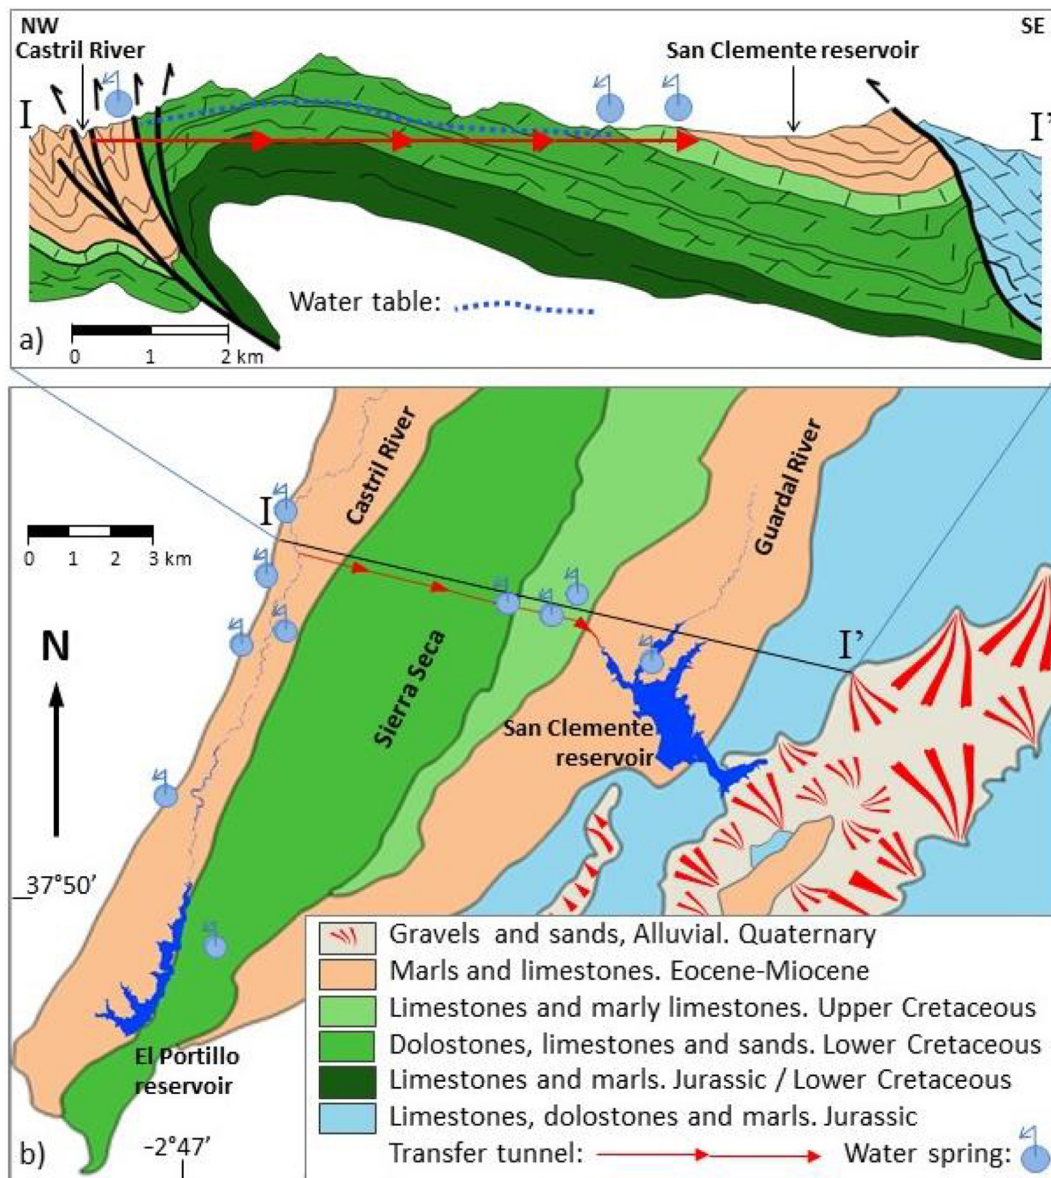 NW
SE
Castril River
San Clemente reservoir
I
I'
Water table:
a)
0 1 2 km
Castril River
Guardal River
I
0 1 2 3 km
N
Sierra Seca
I'
San Clemente
reservoir
37°50'
El Portillo
reservoir
b)
–2°47'
Gravels and sands, Alluvial. Quaternary
Marls and limestones. Eocene-Miocene
Limestones and marly limestones. Upper Cretaceous
Dolostones, limestones and sands. Lower Cretaceous
Limestones and marls. Jurassic / Lower Cretaceous
Limestones, dolostones and marls. Jurassic
Transfer tunnel:
Water spring: